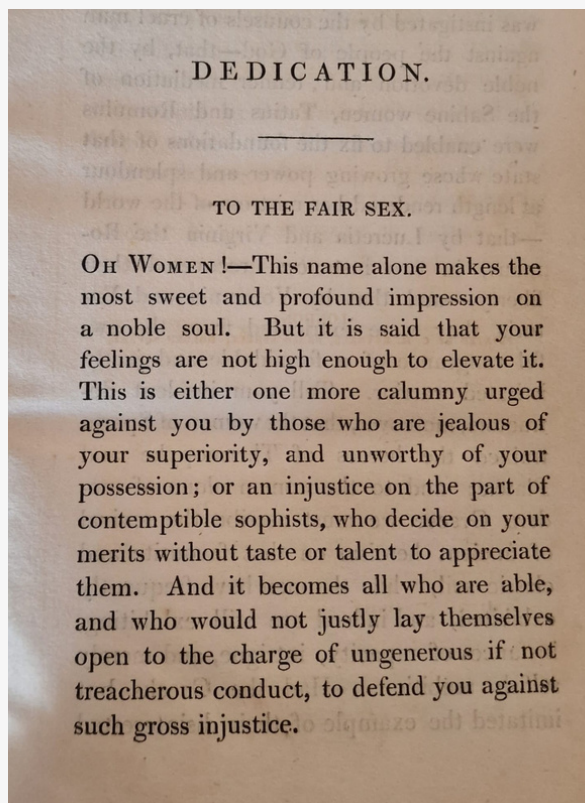 DEDICATION.
TO THE FAIR SEX.
OH WOMEN!—This name alone makes the
most sweet and profound impression on
a noble soul. But it is said that your
feelings are not high enough to elevate it.
This is either one more calumny urged
against you by those who are jealous of
your superiority, and unworthy of your
possession; or an injustice on the part of
contemptible sophists, who decide on your
merits without taste or talent to appreciate
them. And it becomes all who are able,
and who would not justly lay themselves
open to the charge of ungenerous if not
treacherous conduct, to defend you against
such gross injustice.